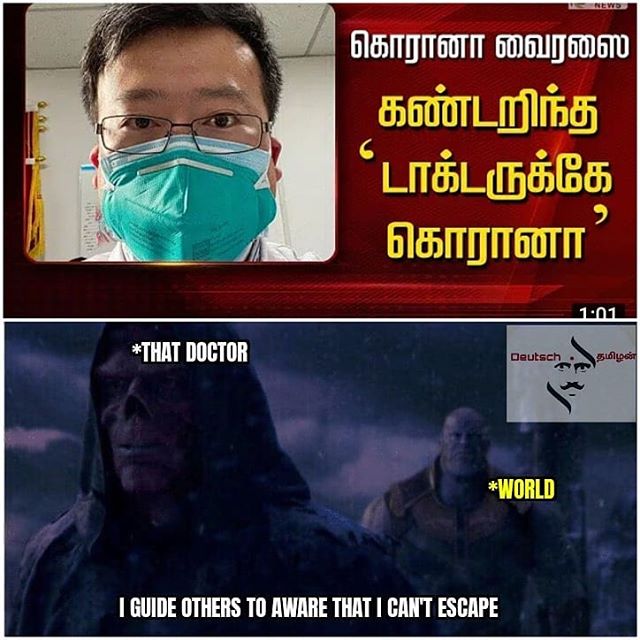 NEWS
கொரானா வைரஸை
கண்டறிந்த
‘டாக்டருக்கே
கொரானா’
1:01
*THAT DOCTOR
Deutsch தமிழன்
*WORLD
I GUIDE OTHERS TO AWARE THAT I CAN'T ESCAPE